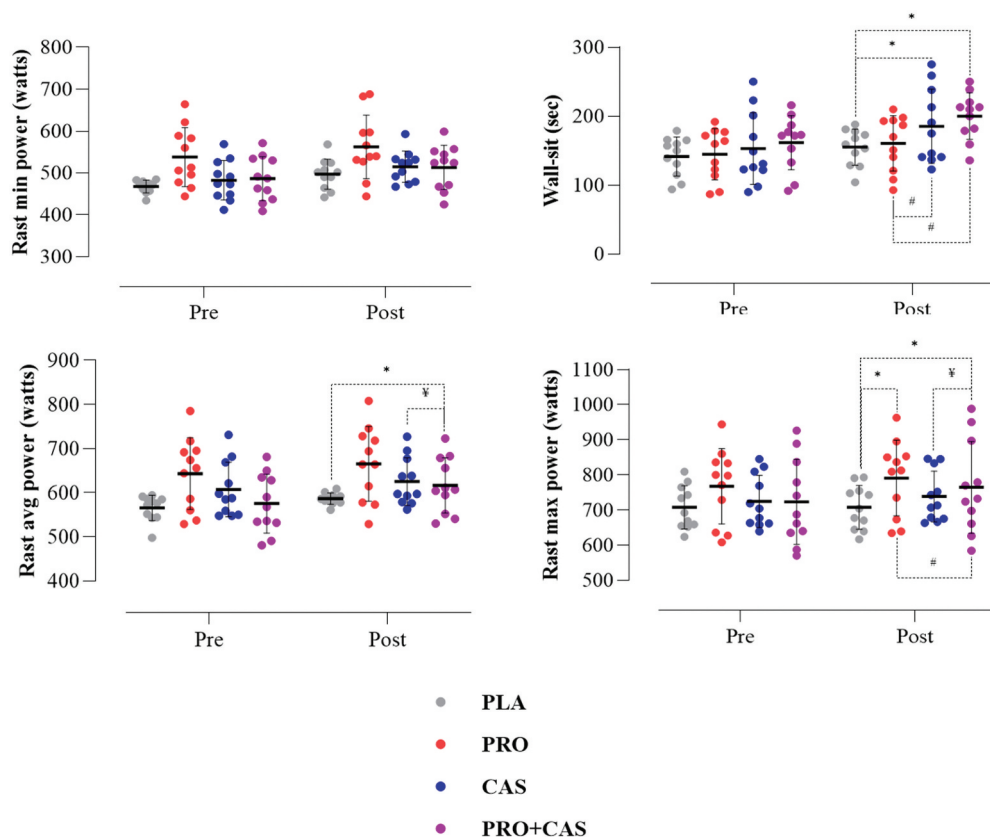 Rast min power (watts)
800
700
600
500
400
300
Pre
Post
Wall-sit (sec)
300
200
100
0
*
*
#
#
Pre
Post
Rast avg power (watts)
900
800
700
600
500
400
*
¥
Pre
Post
Rast max power (watts)
1100
1000
900
800
700
600
500
*
*
¥
#
Pre
Post
PLA
PRO
CAS
PRO+CAS